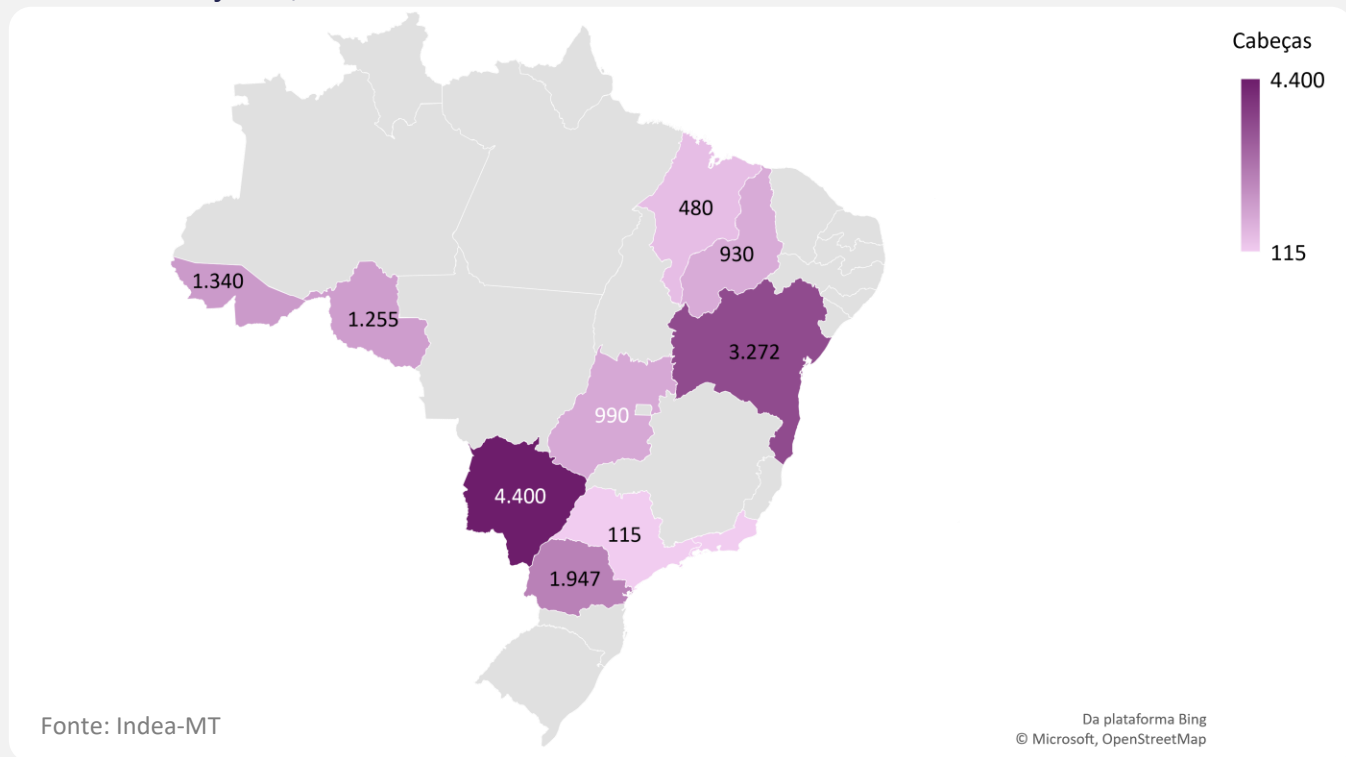 Cabeças
4.400
115
480
930
1.340
1.255
3.272
990
4.400
115
1.947
Fonte: Indea-MT
Da plataforma Bing
© Microsoft, OpenStreetMap